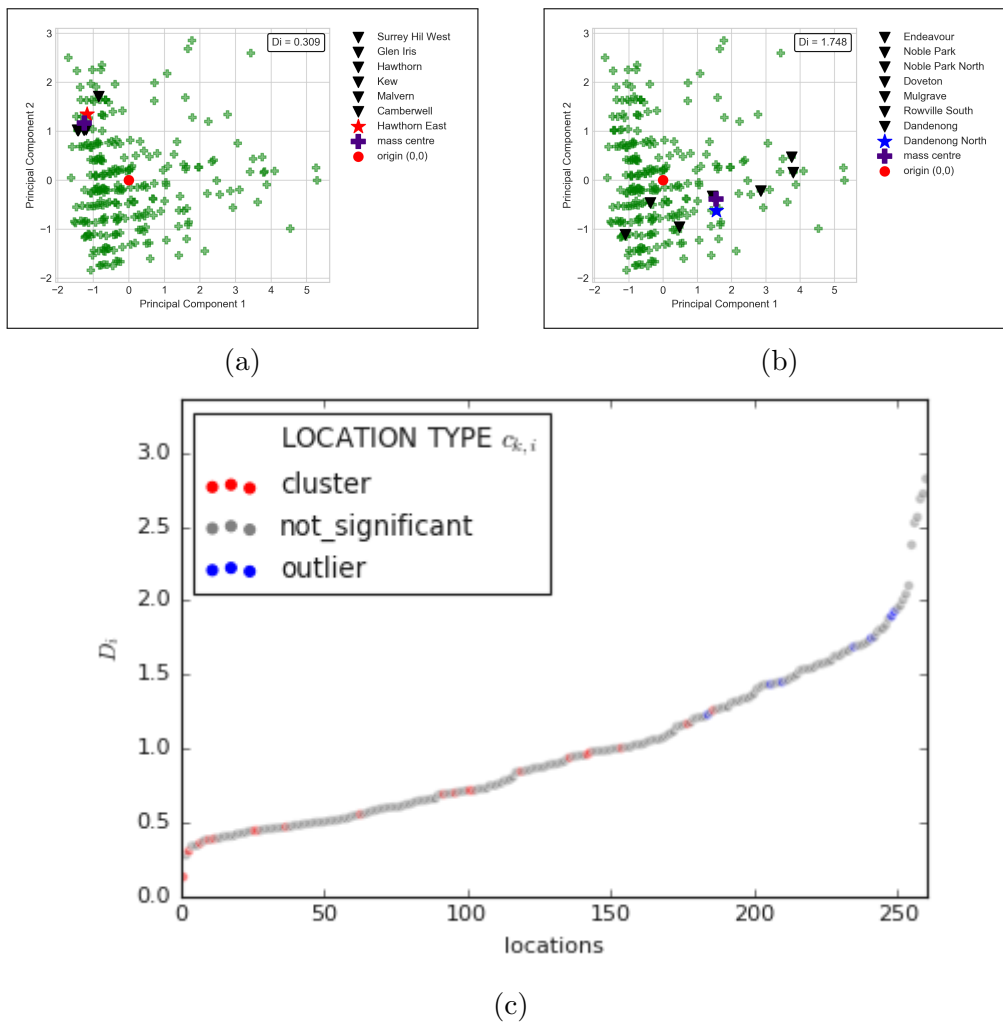 Di = 0.309
3
2
1
0
−1
−2
−2 −1 0 1 2 3 4 5
Principal Component 2
Principal Component 1
Surrey Hil West
Glen Iris
Hawthorn
Kew
Malvern
Camberwell
Hawthorn East
mass centre
origin (0,0)
(a)
Di = 1.748
3
2
1
0
−1
−2
−2 −1 0 1 2 3 4 5
Principal Component 2
Principal Component 1
Endeavour
Noble Park
Noble Park North
Doveton
Mulgrave
Rowville South
Dandenong
Dandenong North
mass centre
origin (0,0)
(b)
LOCATION TYPE c_{k,i}
cluster
not_significant
outlier
3.0
2.5
2.0
1.5
1.0
0.5
0.0
D_i
0 50 100 150 200 250
locations
(c)